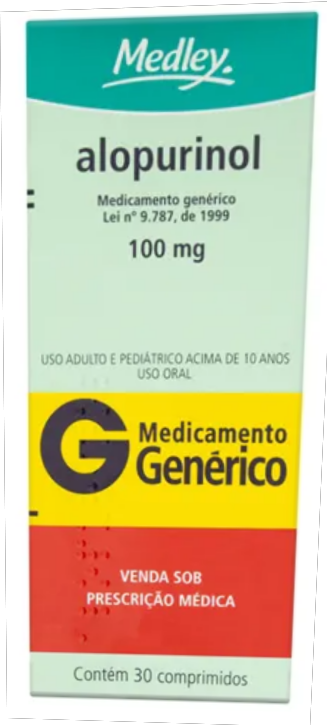 Medley.
alopurinol
Medicamento genérico
Lei nº 9.787, de 1999
100 mg
USO ADULTO E PEDIÁTRICO ACIMA DE 10 ANOS
USO ORAL
G Medicamento
Genérico
VENDA SOB
PRESCRIÇÃO MÉDICA
Contém 30 comprimidos